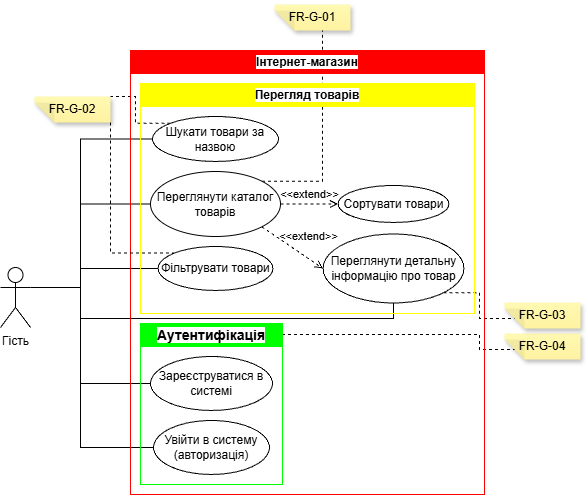 FR-G-01
Інтернет-магазин
Перегляд товарів
FR-G-02
Шукати товари за
назвою
Переглянути каталог
товарів
<<extend>>
Сортувати товари
<<extend>>
Переглянути детальну
інформацію про товар
Фільтрувати товари
Гість
FR-G-03
FR-G-04
Аутентифікація
Зареєструватися в
системі
Увійти в систему
(авторизація)